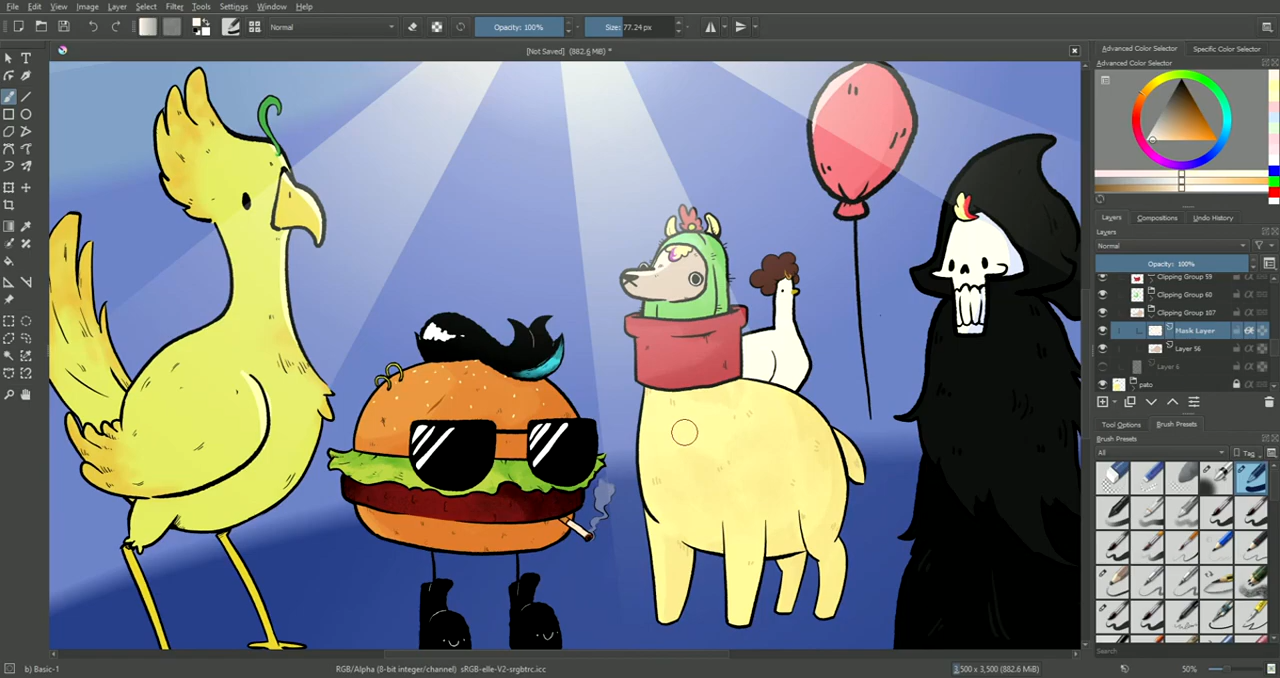 File Edit View Image Layer Filter Select Tools Settings Window Help
Normal
Opacity: 100%
Size: 77.24 px
[Not Saved] (882.6 MiB) *
Advanced Color Selector
Specific Color Selector
Advanced Color Selector
Layers
Compositions
Undo History
Layers
Normal
Opacity: 100%
Clipping Group 59
Clipping Group 60
Clipping Group 107
Mask Layer
Layer 56
Layer 6
pato
Tool Options
Brush Presets
Brush Presets
All
Tag
Search
b) Basic-1
RGB/Alpha (8-bit integer/channel) sRGB-elle-V2-srgbtrc.icc
3,500 x 3,500 (882.6 MiB)
50%